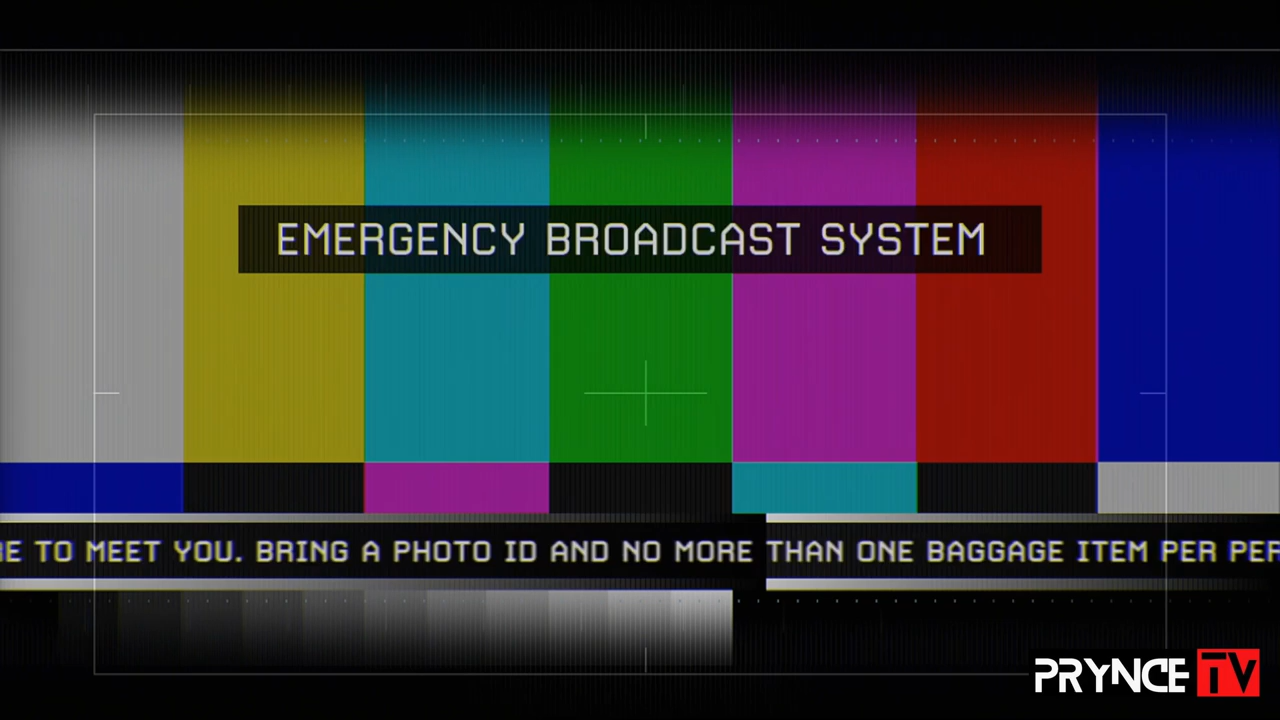 EMERGENCY BROADCAST SYSTEM
TO MEET YOU. BRING A PHOTO ID AND NO MORE THAN ONE BAGGAGE ITEM PER
PRYNCE TV